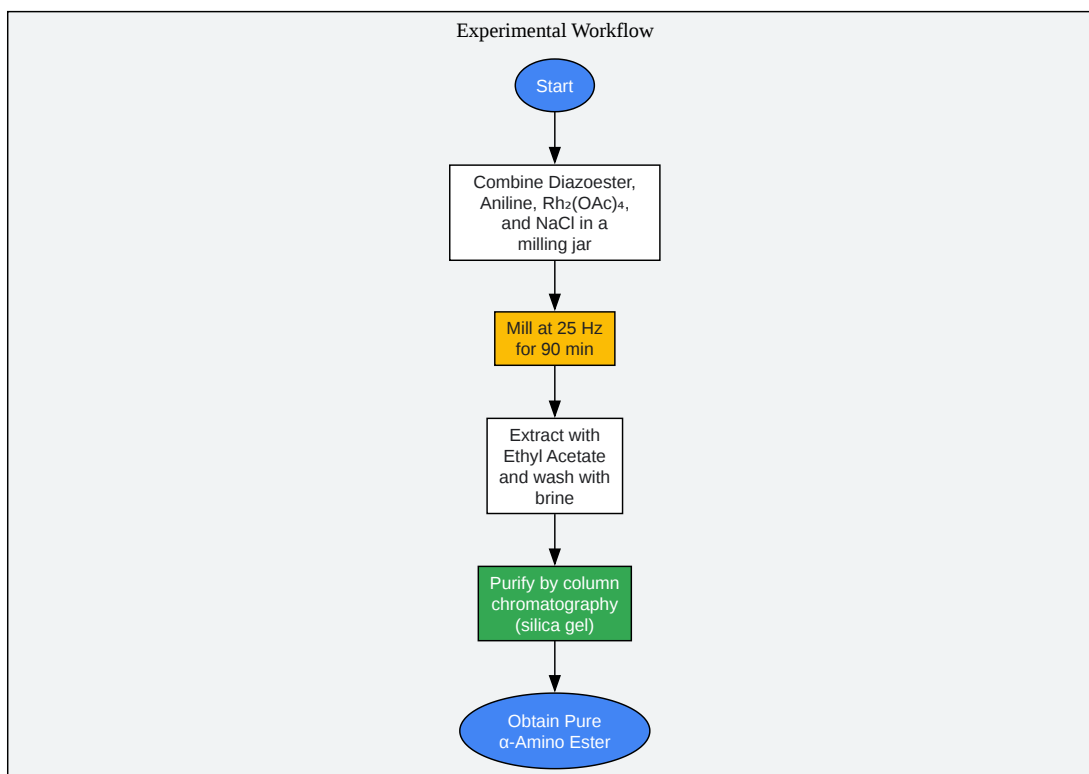 Experimental Workflow
Start
Combine Diazoester,
Aniline, Rh₂(OAc)₄,
and NaCl in a
milling jar
Mill at 25 Hz
for 90 min
Extract with
Ethyl Acetate
and wash with
brine
Purify by column
chromatography
(silica gel)
Obtain Pure
α-Amino Ester